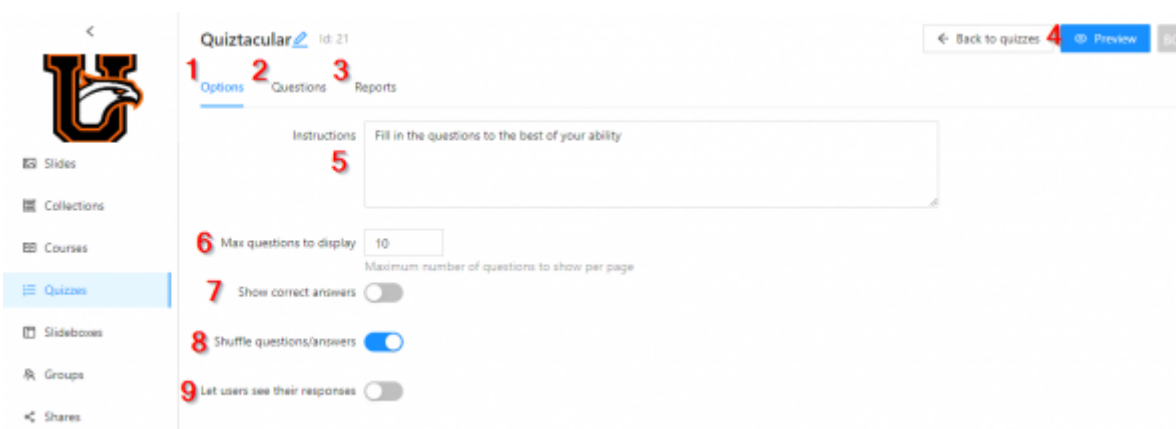 Quiztacular Id: 21
Back to quizzes 4 Preview
1 2 3
Options Questions Reports
Instructions Fill in the questions to the best of your ability
5
6 Max questions to display 10
Maximum number of questions to show per page
7 Show correct answers
8 Shuffle questions/answers
9 Let users see their responses
U
Slides
Collections
Courses
Quizzes
Slideboxes
Groups
Shares